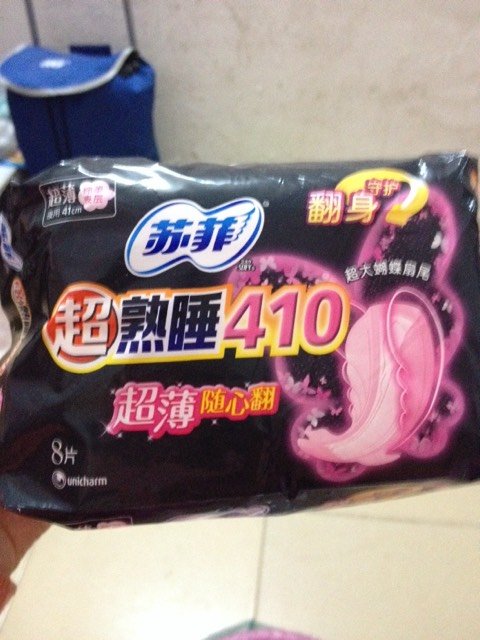 超薄
夜用 41cm
苏菲
SOFY
翻身
守护
超大蝴蝶扇尾
超熟睡410
超薄随心翻
8片
unicharm